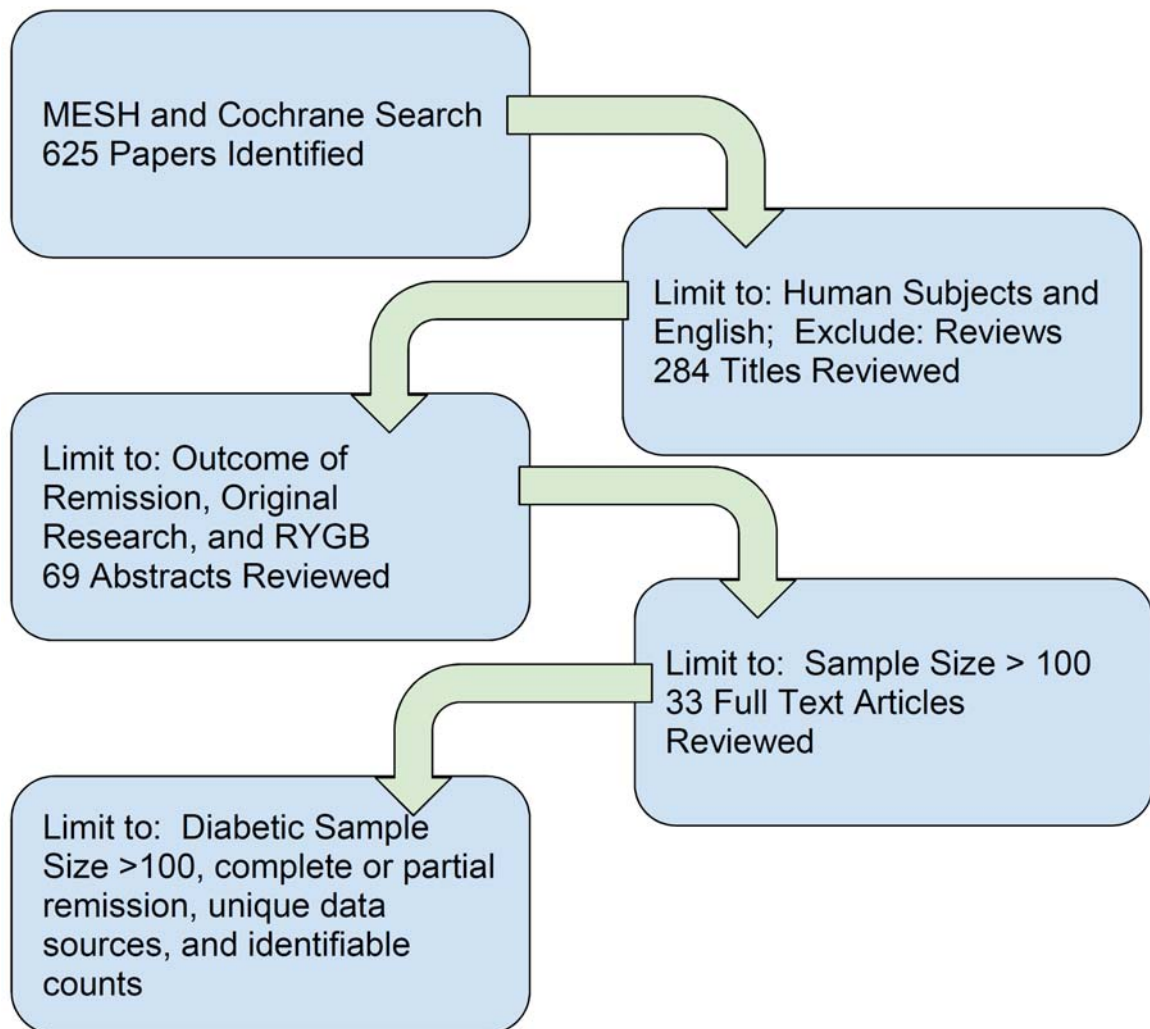 MESH and Cochrane Search
625 Papers Identified
Limit to: Human Subjects and
English; Exclude: Reviews
284 Titles Reviewed
Limit to: Outcome of
Remission, Original
Research, and RYGB
69 Abstracts Reviewed
Limit to: Sample Size > 100
33 Full Text Articles
Reviewed
Limit to: Diabetic Sample
Size >100, complete or partial
remission, unique data
sources, and identifiable
counts